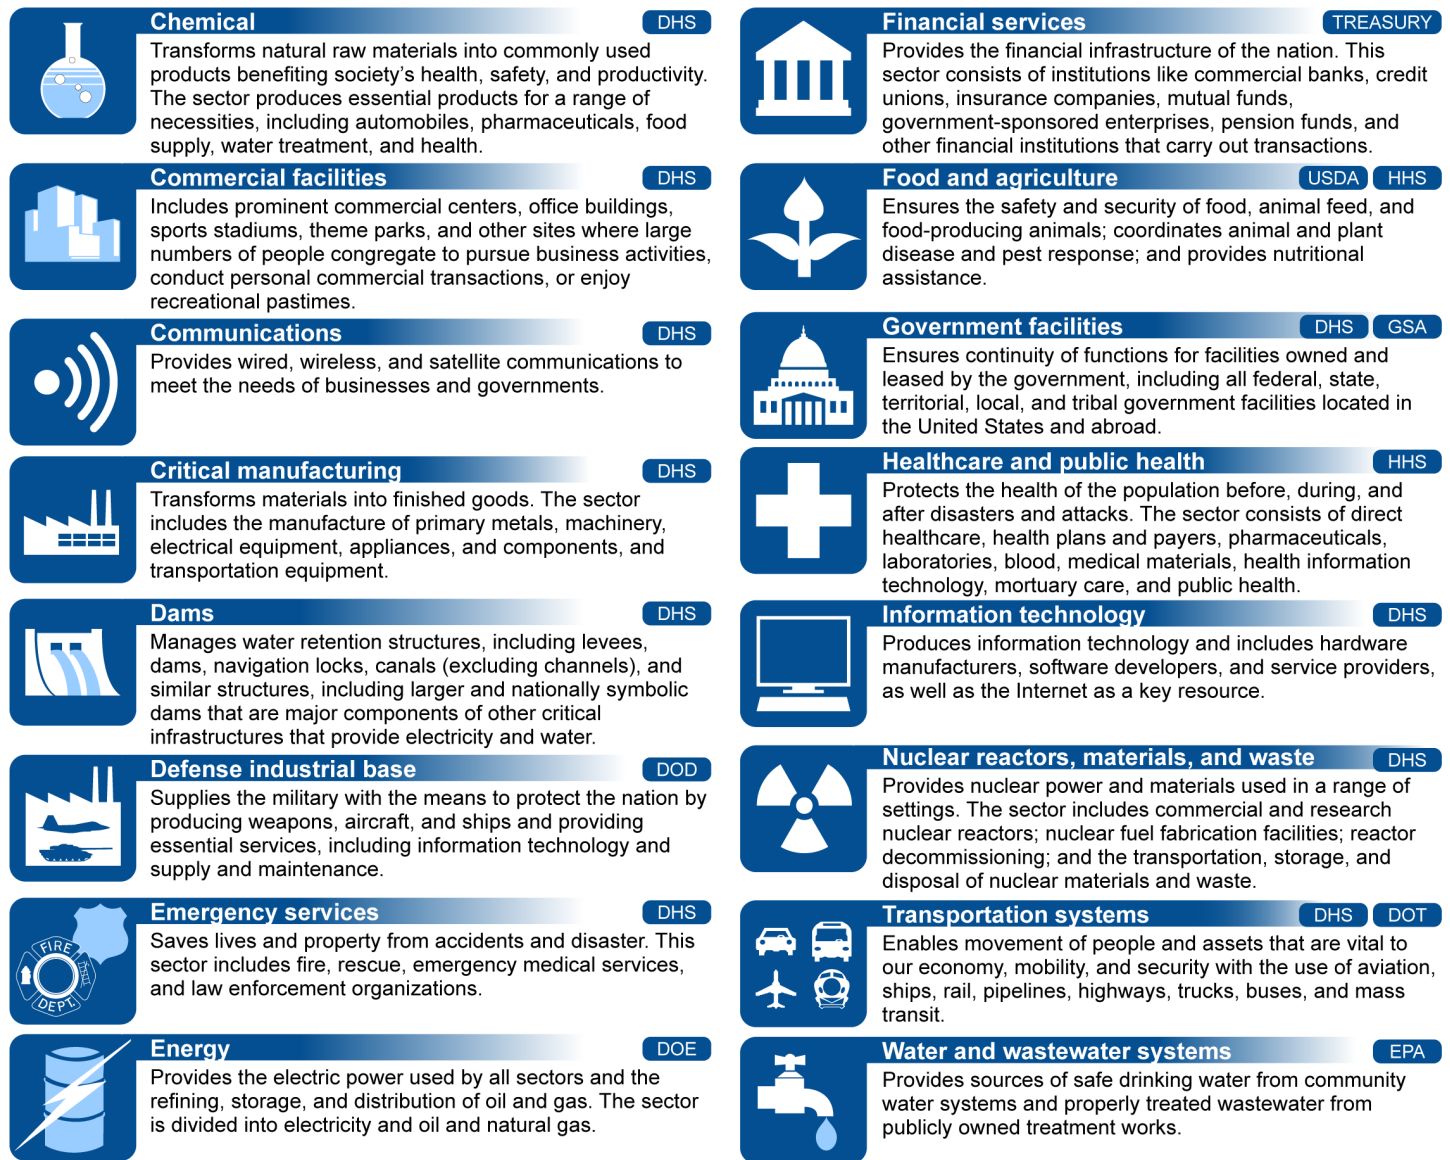 Chemical DHS
Transforms natural raw materials into commonly used
products benefiting society's health, safety, and productivity.
The sector produces essential products for a range of
necessities, including automobiles, pharmaceuticals, food
supply, water treatment, and health.
Commercial facilities DHS
Includes prominent commercial centers, office buildings,
sports stadiums, theme parks, and other sites where large
numbers of people congregate to pursue business activities,
conduct personal commercial transactions, or enjoy
recreational pastimes.
Communications DHS
Provides wired, wireless, and satellite communications to
meet the needs of businesses and governments.
Critical manufacturing DHS
Transforms materials into finished goods. The sector
includes the manufacture of primary metals, machinery,
electrical equipment, appliances, and components, and
transportation equipment.
Dams DHS
Manages water retention structures, including levees,
dams, navigation locks, canals (excluding channels), and
similar structures, including larger and nationally symbolic
dams that are major components of other critical
infrastructures that provide electricity and water.
Defense industrial base DOD
Supplies the military with the means to protect the nation by
producing weapons, aircraft, and ships and providing
essential services, including information technology and
supply and maintenance.
FIRE
DEPT.
Emergency services DHS
Saves lives and property from accidents and disaster. This
sector includes fire, rescue, emergency medical services,
and law enforcement organizations.
Energy DOE
Provides the electric power used by all sectors and the
refining, storage, and distribution of oil and gas. The sector
is divided into electricity and oil and natural gas.
Financial services TREASURY
Provides the financial infrastructure of the nation. This
sector consists of institutions like commercial banks, credit
unions, insurance companies, mutual funds,
government-sponsored enterprises, pension funds, and
other financial institutions that carry out transactions.
Food and agriculture USDA HHS
Ensures the safety and security of food, animal feed, and
food-producing animals; coordinates animal and plant
disease and pest response; and provides nutritional
assistance.
Government facilities DHS GSA
Ensures continuity of functions for facilities owned and
leased by the government, including all federal, state,
territorial, local, and tribal government facilities located in
the United States and abroad.
Healthcare and public health HHS
Protects the health of the population before, during, and
after disasters and attacks. The sector consists of direct
healthcare, health plans and payers, pharmaceuticals,
laboratories, blood, medical materials, health information
technology, mortuary care, and public health.
Information technology DHS
Produces information technology and includes hardware
manufacturers, software developers, and service providers,
as well as the Internet as a key resource.
Nuclear reactors, materials, and waste DHS
Provides nuclear power and materials used in a range of
settings. The sector includes commercial and research
nuclear reactors; nuclear fuel fabrication facilities; reactor
decommissioning; and the transportation, storage, and
disposal of nuclear materials and waste.
Transportation systems DHS DOT
Enables movement of people and assets that are vital to
our economy, mobility, and security with the use of aviation,
ships, rail, pipelines, highways, trucks, buses, and mass
transit.
Water and wastewater systems EPA
Provides sources of safe drinking water from community
water systems and properly treated wastewater from
publicly owned treatment works.